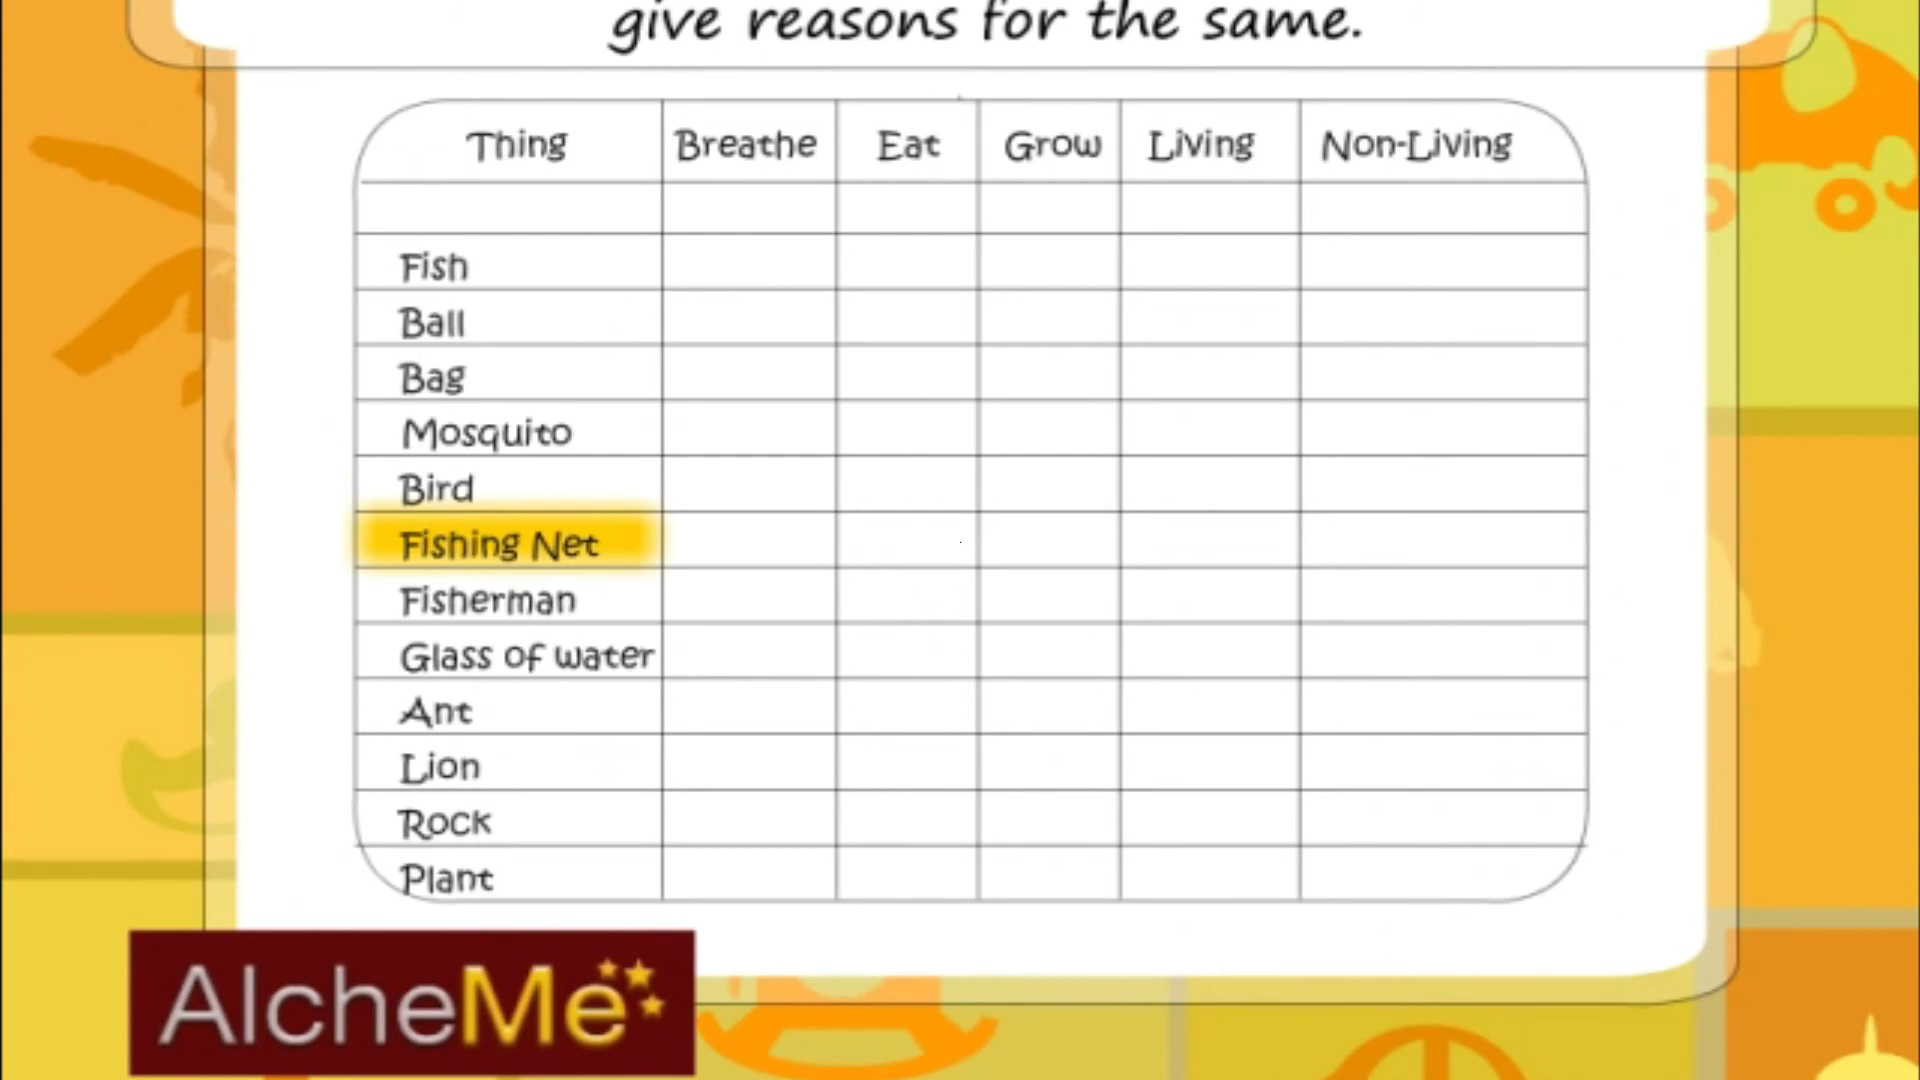 give reasons for the same.
Thing Breathe Eat Grow Living Non-Living
Fish
Ball
Bag
Mosquito
Bird
Fishing Net
Fisherman
Glass of water
Ant
Lion
Rock
Plant
AlcheMe